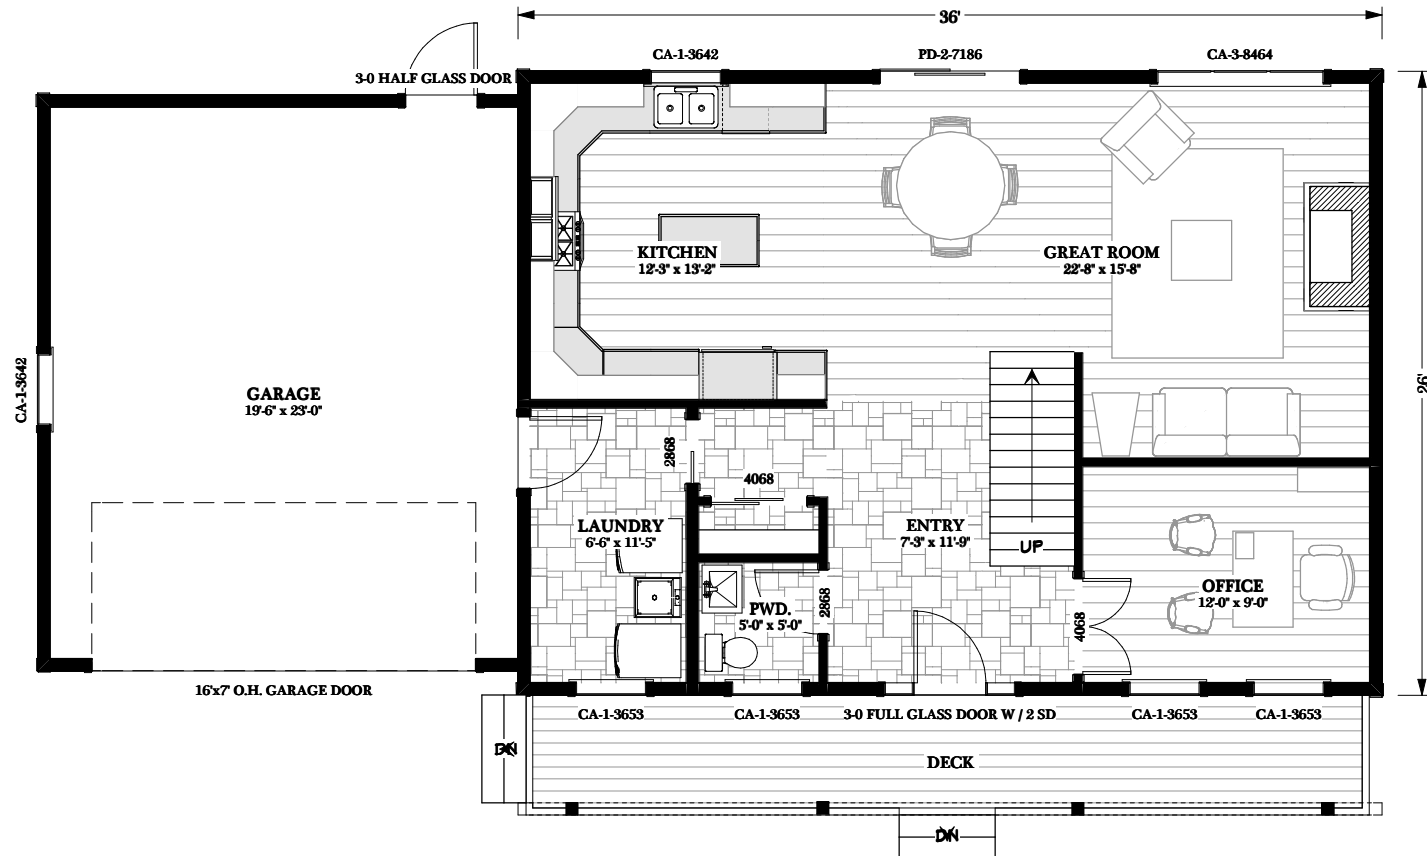 36'
CA-1-3642
PD-2-7186
CA-3-8464
3-0 HALF GLASS DOOR
KITCHEN
12'-3" x 13'-2"
GREAT ROOM
22'-8" x 15'-8"
CA-1-3642
GARAGE
19'-6" x 23'-0"
26'
2868
4068
LAUNDRY
6'-6" x 11'-5"
ENTRY
7'-3" x 11'-9"
UP
OFFICE
12'-0" x 9'-0"
PWD.
5'-0" x 5'-0"
2868
4068
16'x7' O.H. GARAGE DOOR
CA-1-3653
CA-1-3653
3-0 FULL GLASS DOOR W / 2 SD
CA-1-3653
CA-1-3653
DN
DECK
DN